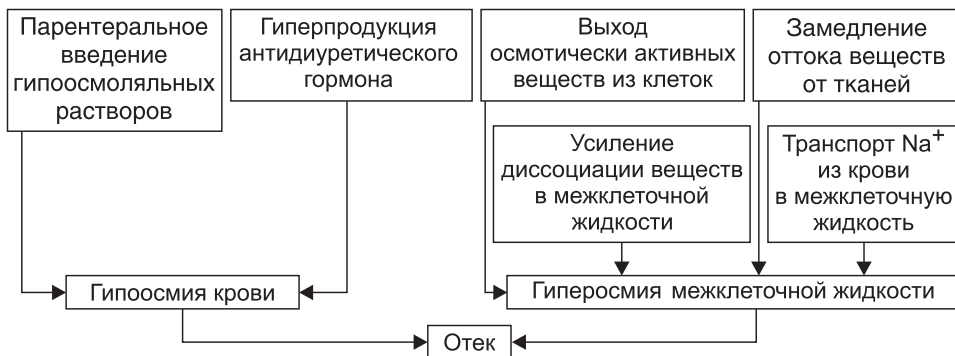 Парентеральное
введение
гипоосмоляльных
растворов
Гиперпродукция
антидиуретического
гормона
Выход
осмотически активных
веществ из клеток
Замедление
оттока веществ
от тканей
Усиление
диссоциации веществ
в межклеточной
жидкости
Транспорт Na⁺
из крови
в межклеточную
жидкость
Гипоосмия крови
Гиперосмия межклеточной жидкости
Отек